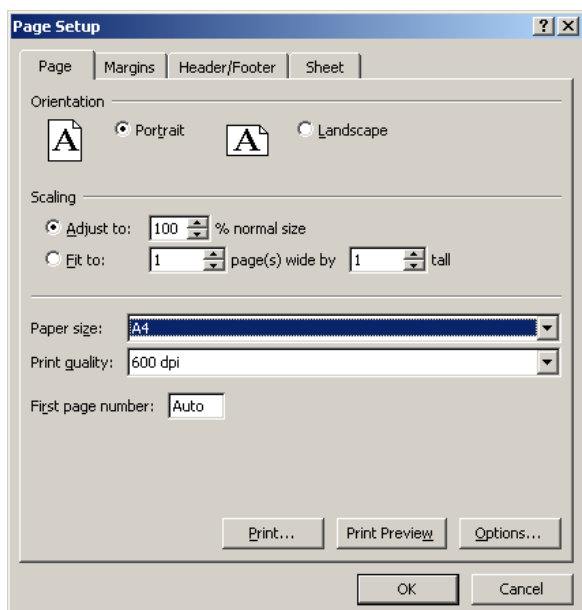 Page Setup
Page Margins Header/Footer Sheet
Orientation
A Portrait A Landscape
Scaling
Adjust to: 100 % normal size
Fit to: 1 page(s) wide by 1 tall
Paper size: A4
Print quality: 600 dpi
First page number: Auto
Print... Print Preview Options...
OK Cancel